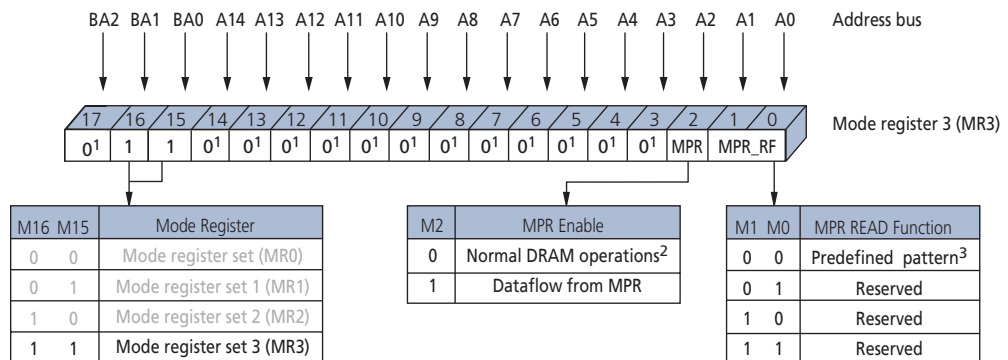 BA2 BA1 BA0 A14 A13 A12 A11 A10 A9 A8 A7 A6 A5 A4 A3 A2 A1 A0 Address bus
17 16 15 14 13 12 11 10 9 8 7 6 5 4 3 2 1 0 Mode register 3 (MR3)
0¹ 1 1 0¹ 0¹ 0¹ 0¹ 0¹ 0¹ 0¹ 0¹ 0¹ 0¹ 0¹ 0¹ MPR MPR_RF
M16 M15 Mode Register
0 0 Mode register set (MR0)
0 1 Mode register set 1 (MR1)
1 0 Mode register set 2 (MR2)
1 1 Mode register set 3 (MR3)
M2 MPR Enable
0 Normal DRAM operations²
1 Dataflow from MPR
M1 M0 MPR READ Function
0 0 Predefined pattern³
0 1 Reserved
1 0 Reserved
1 1 Reserved